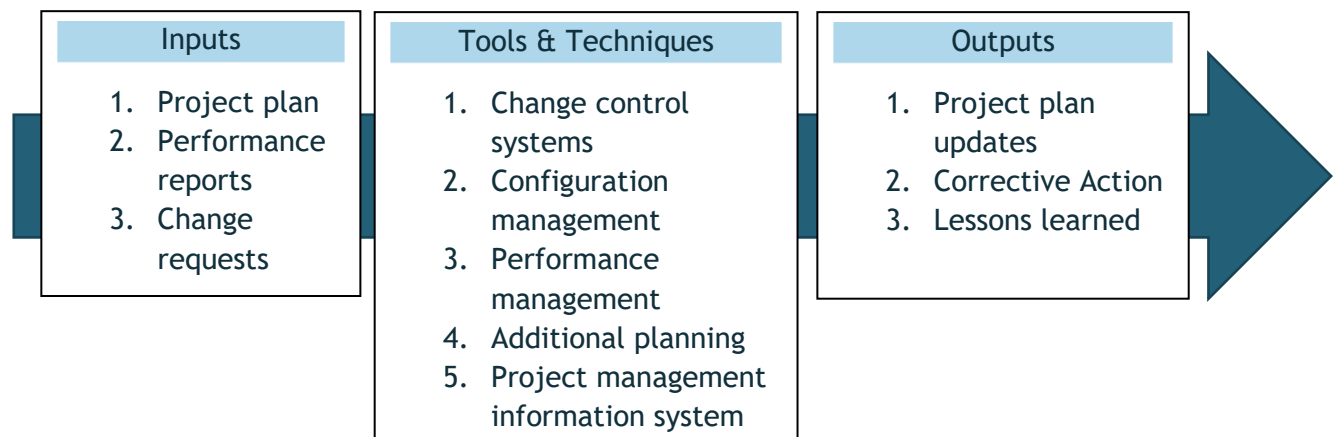 Inputs
1. Project plan
2. Performance
reports
3. Change
requests
Tools & Techniques
1. Change control
systems
2. Configuration
management
3. Performance
management
4. Additional planning
5. Project management
information system
Outputs
1. Project plan
updates
2. Corrective Action
3. Lessons learned